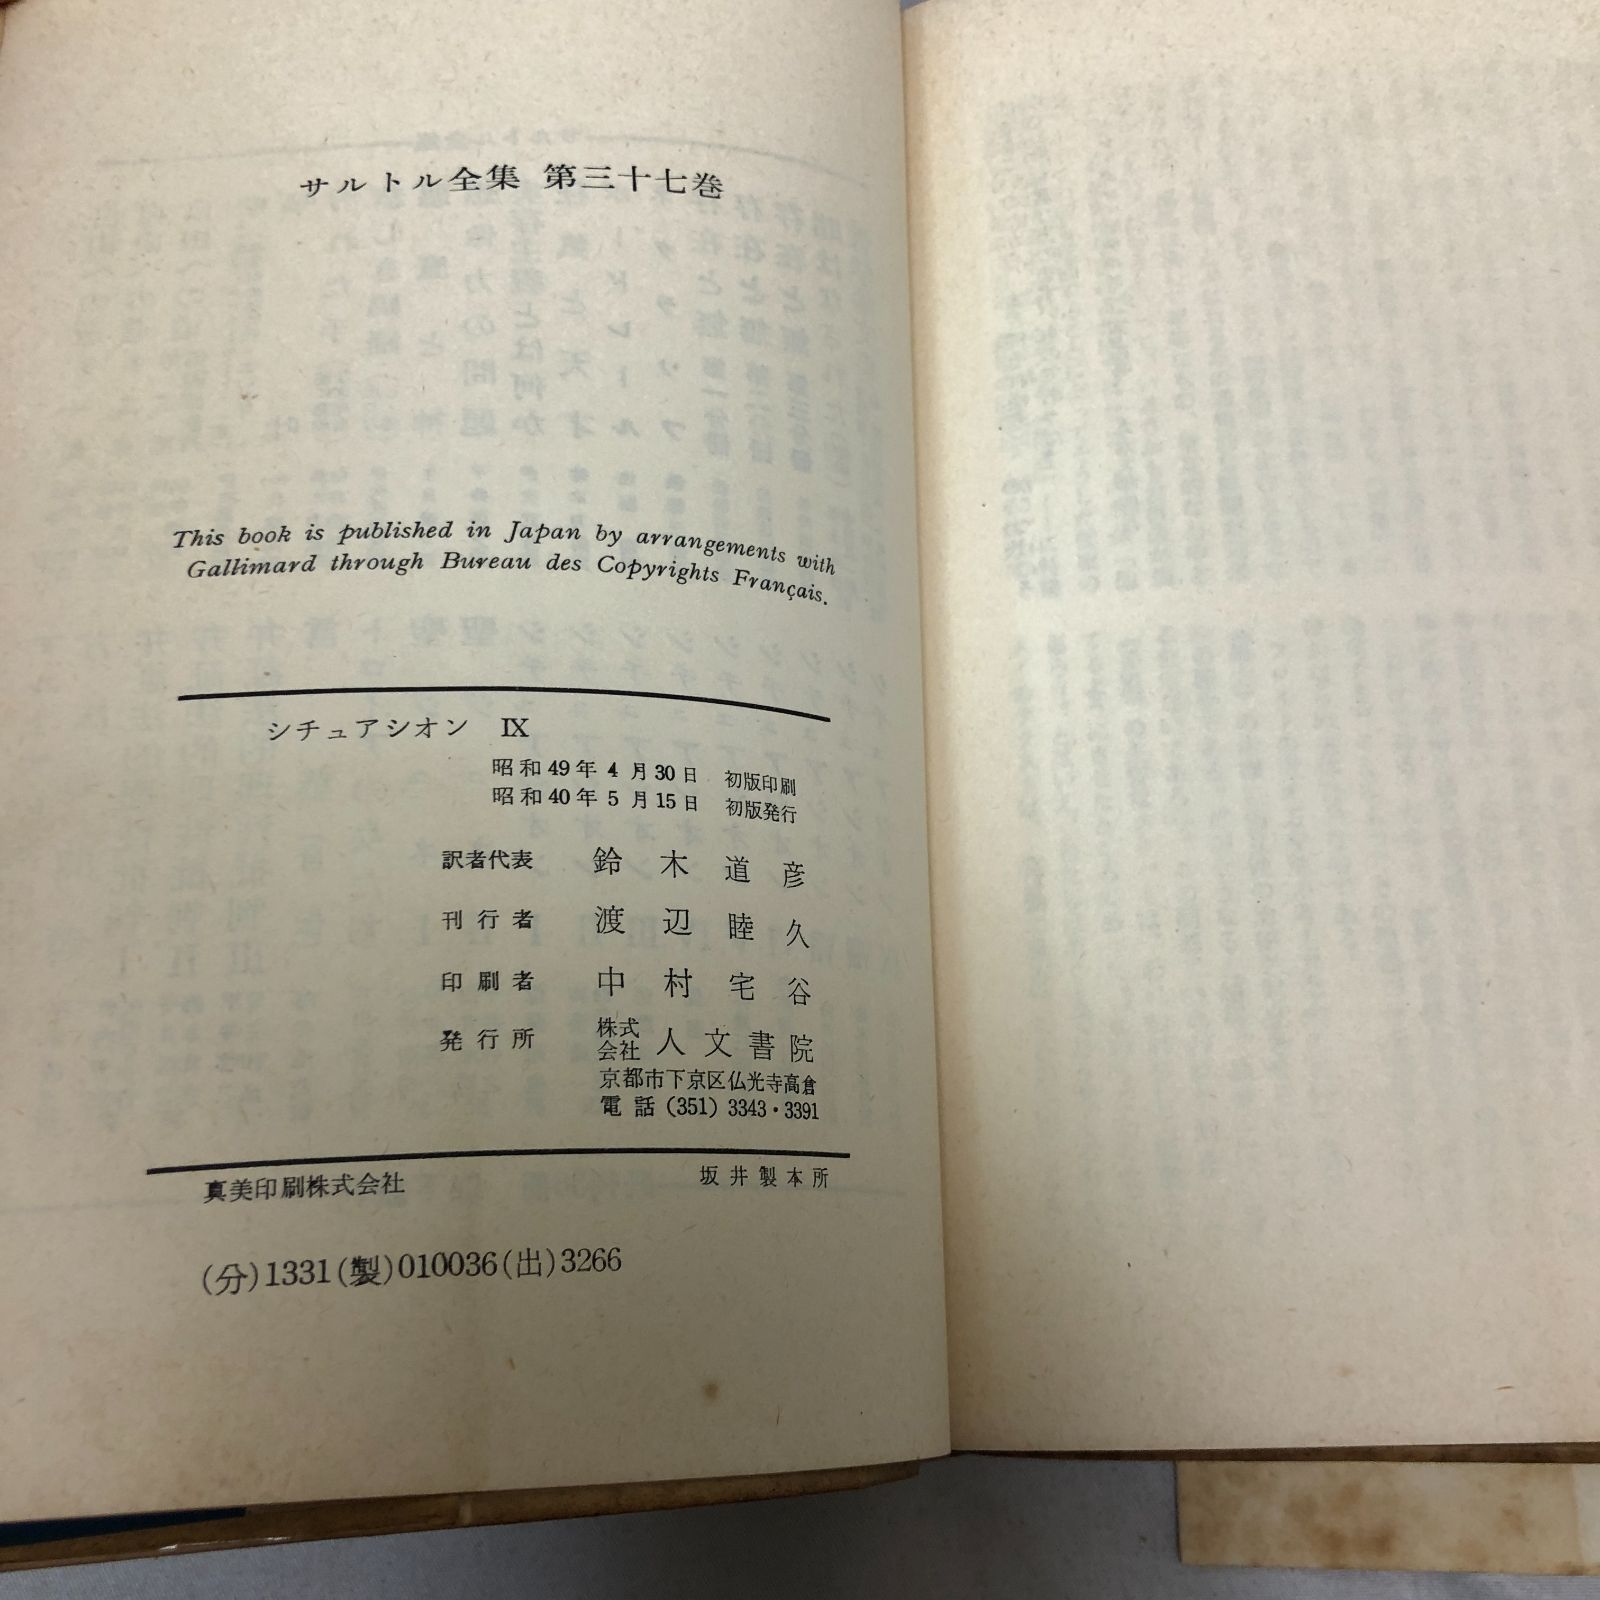 サルトル全集 第三十七巻
This book is published in Japan by arrangements with
Gallimard through Bureau des Copyrights Français.
シチュアシオン IX
昭和49年4月30日 初版印刷
昭和40年5月15日 初版発行
訳者代表 鈴木道彦
刊行者 渡辺睦久
印刷者 中村宅谷
発行所 株式会社 人文書院
京都市下京区仏光寺高倉
電話 (351) 3343・3391
真美印刷株式会社 坂井製本所
(分)1331(製)010036(出)3266